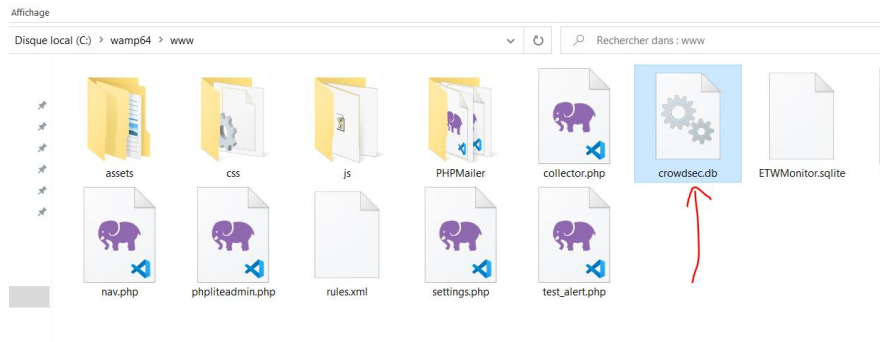 Affichage
Disque local (C:) > wamp64 > www
Rechercher dans : www
assets
css
js
PHPMailer
collector.php
crowdsec.db
ETWMonitor.sqlite
nav.php
phpliteadmin.php
rules.xml
settings.php
test_alert.php